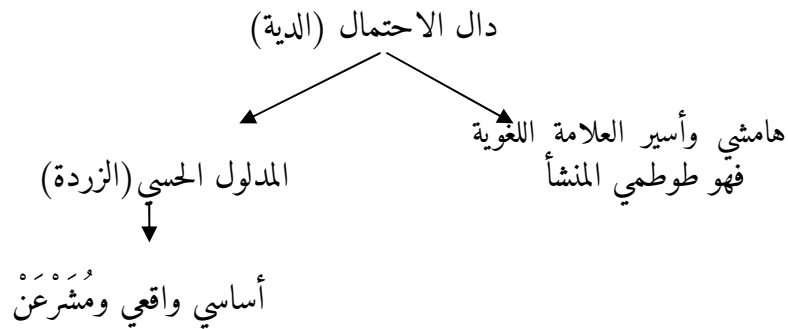 دال الاحتمال (الدية)
هامشي وأسير العلامة اللغوية
فهو طوطمي المنشأ
المدلول الحسي (الزردة)
أساسي واقعي ومُشَرْعَنْ